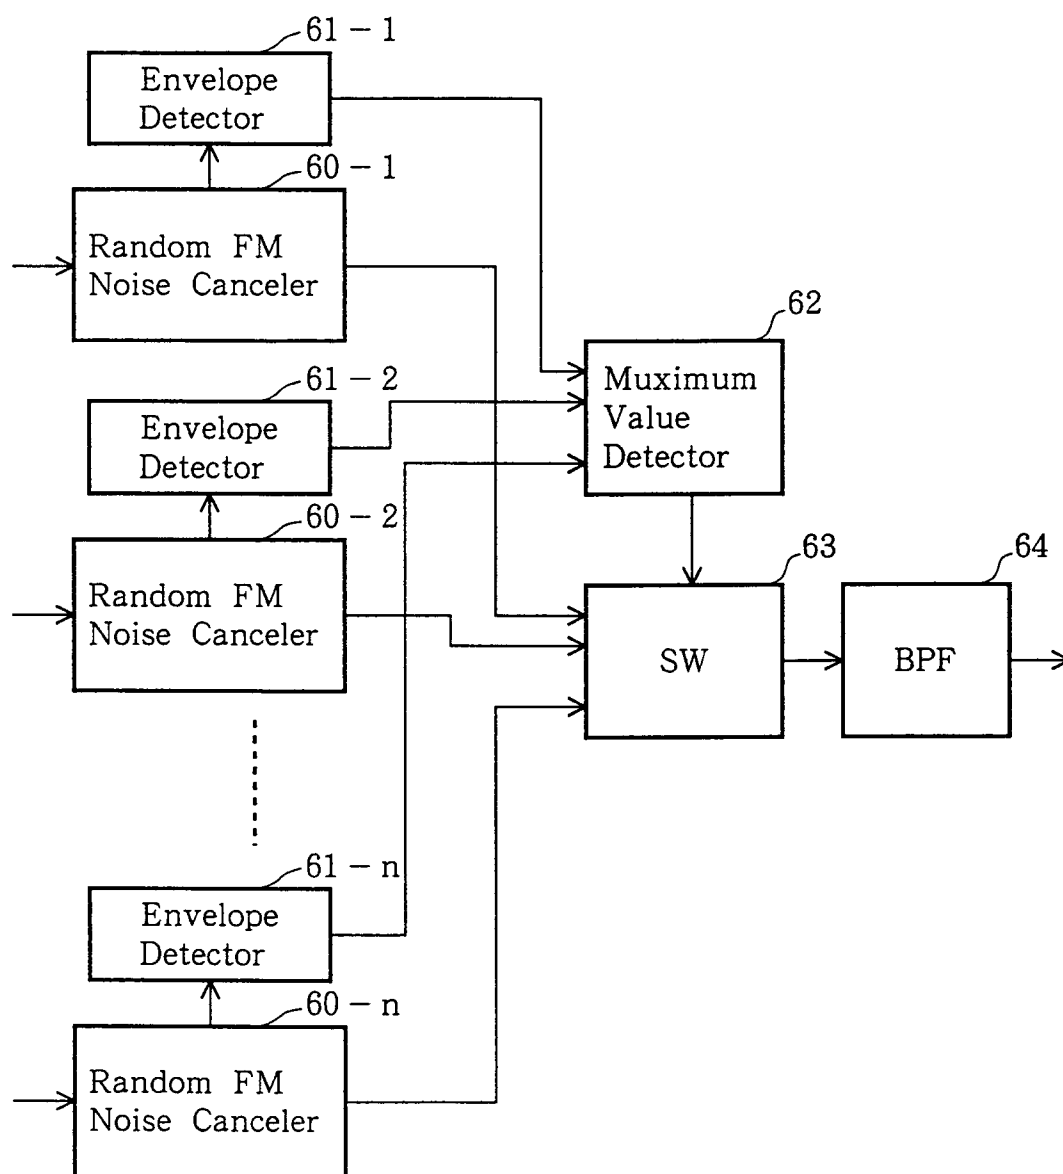 61-1
Envelope
Detector
60-1
Random FM
Noise Canceler
62
Muximum
Value
Detector
61-2
Envelope
Detector
60-2
Random FM
Noise Canceler
63
SW
64
BPF
61-n
Envelope
Detector
60-n
Random FM
Noise Canceler